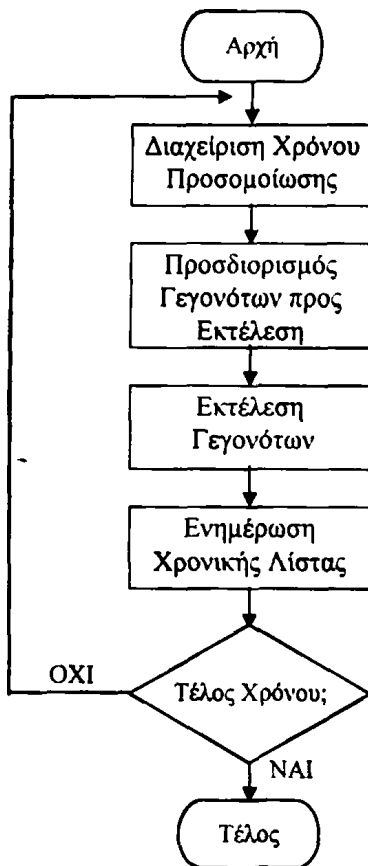 Αρχή
Διαχείριση Χρόνου
Προσομοίωσης
Προσδιορισμός
Γεγονότων προς
Εκτέλεση
Εκτέλεση
Γεγονότων
Ενημέρωση
Χρονικής Λίστας
Τέλος Χρόνου;
ΟΧΙ
ΝΑΙ
Τέλος